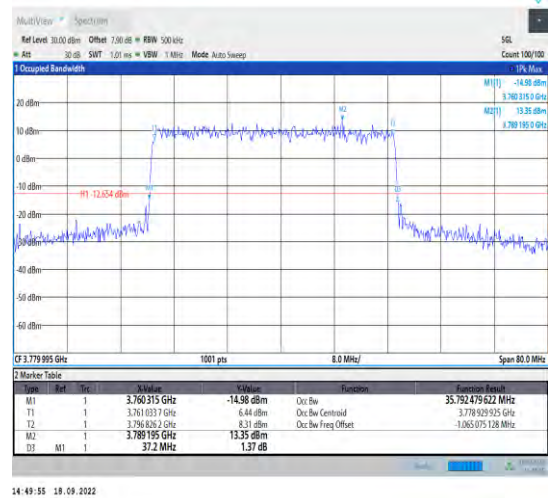 MultiView Spectrum
Ref Level 30.00 dBm Offset 7.90 dB RBW 500 kHz SGL
Att 30 dB SWT 1.01 ms VBW 1 MHz Mode Auto Sweep Count 100/100
1 Occupied Bandwidth 1Pk Max
M1[1] -14.98 dBm
3.760 315 0 GHz
M2[1] 13.35 dBm
3.789 195 0 GHz
20 dBm
M2
10 dBm
0 dBm
-10 dBm
H1 -12.654 dBm
-20 dBm
-30 dBm
-40 dBm
-50 dBm
-60 dBm
CF 3.779 995 GHz 1001 pts 8.0 MHz/ Span 80.0 MHz
2 Marker Table
Type Ref Trc X-Value Y-Value Function Function Result
M1 1 3.760 315 GHz -14.98 dBm Occ Bw 35.792 479 622 MHz
T1 1 3.761 033 7 GHz 6.44 dBm Occ Bw Centroid 3.778 929 925 GHz
T2 1 3.796 826 2 GHz 8.31 dBm Occ Bw Freq Offset -1.065 075 128 MHz
M2 1 3.789 195 GHz 13.35 dBm
D3 M1 1 37.2 MHz 1.37 dB
14:49:55 18.09.2022